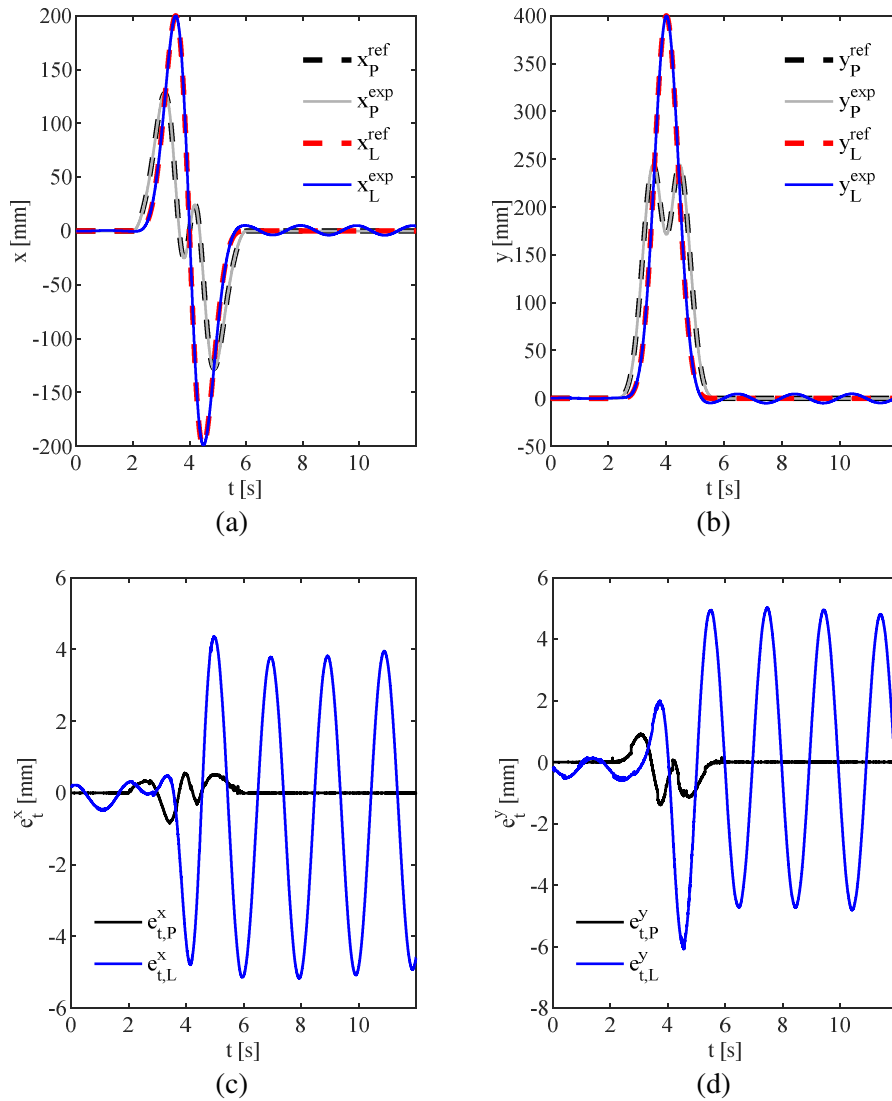 200
150
100
50
0
-50
-100
-150
-200
x [mm]
0 2 4 6 8 10
t [s]
x_P^ref
x_P^exp
x_L^ref
x_L^exp
(a)
400
350
300
250
200
150
100
50
0
-50
y [mm]
0 2 4 6 8 10
t [s]
y_P^ref
y_P^exp
y_L^ref
y_L^exp
(b)
6
4
2
0
-2
-4
-6
e_t^x [mm]
0 2 4 6 8 10
t [s]
e_{t,P}^x
e_{t,L}^x
(c)
6
4
2
0
-2
-4
-6
-8
e_t^y [mm]
0 2 4 6 8 10
t [s]
e_{t,P}^y
e_{t,L}^y
(d)